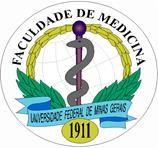 FACULDADE DE MEDICINA
UNIVERSIDADE FEDERAL DE MINAS GERAIS
1911